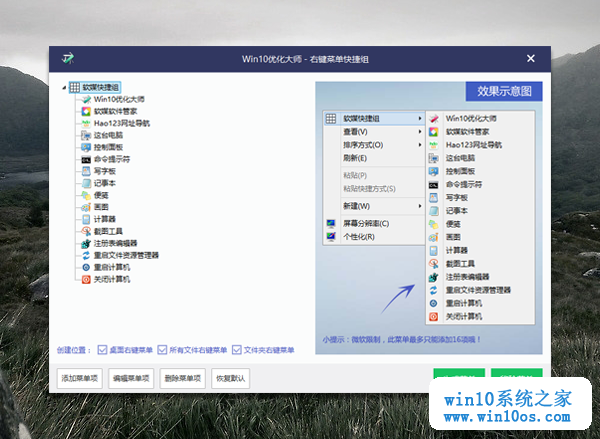 Win10优化大师 - 右键菜单快捷组
软媒快捷组
Win10优化大师
软媒软件管家
Hao123网址导航
这台电脑
控制面板
命令提示符
写字板
记事本
便笺
画图
计算器
截图工具
注册表编辑器
重启文件资源管理器
重启计算机
关闭计算机
效果示意图
软媒快捷组
查看(V)
排序方式(O)
刷新(E)
粘贴(P)
粘贴快捷方式(S)
新建(W)
屏幕分辨率(C)
个性化(R)
Win10优化大师
软媒软件管家
Hao123网址导航
这台电脑
控制面板
命令提示符
写字板
记事本
便笺
画图
计算器
截图工具
注册表编辑器
重启文件资源管理器
重启计算机
关闭计算机
小提示：微软限制，此菜单最多只能添加16项哦！
创建位置： 桌面右键菜单 所有文件右键菜单 文件夹右键菜单
添加菜单项 编辑菜单项 删除菜单项 恢复默认
win10系统之家
www.win10os.com